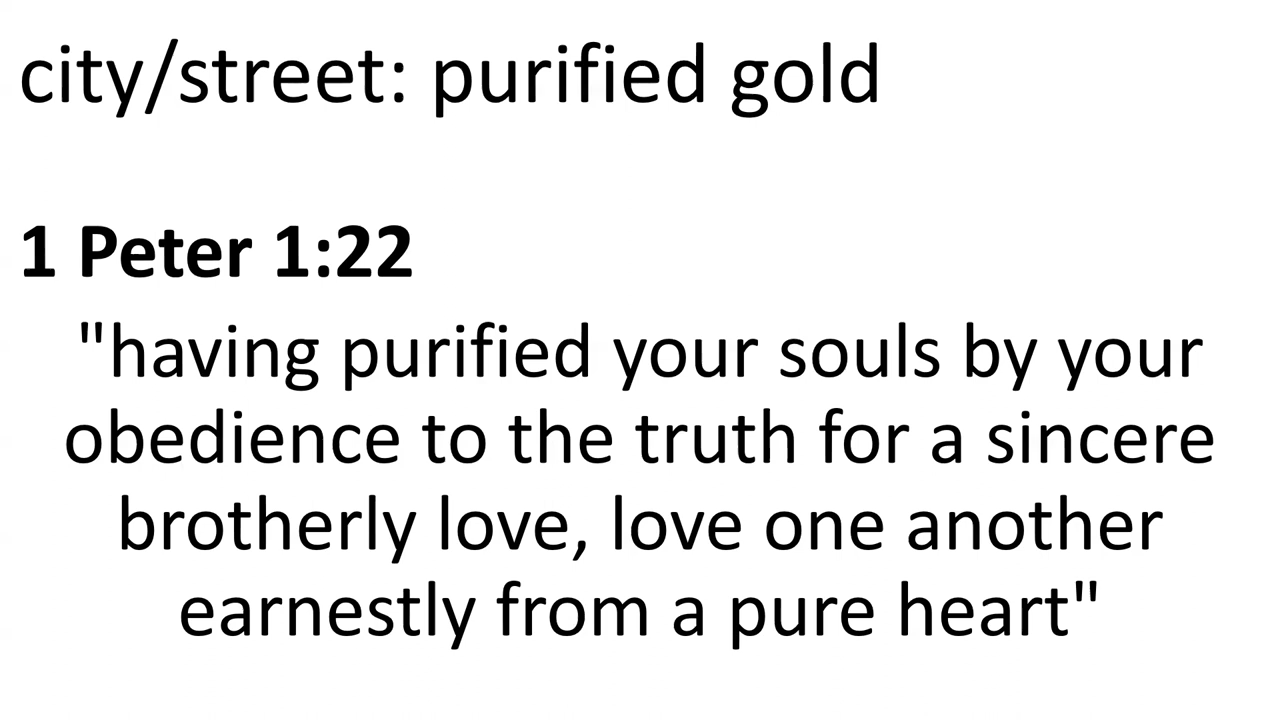 city/street: purified gold
1 Peter 1:22
"having purified your souls by your
obedience to the truth for a sincere
brotherly love, love one another
earnestly from a pure heart"